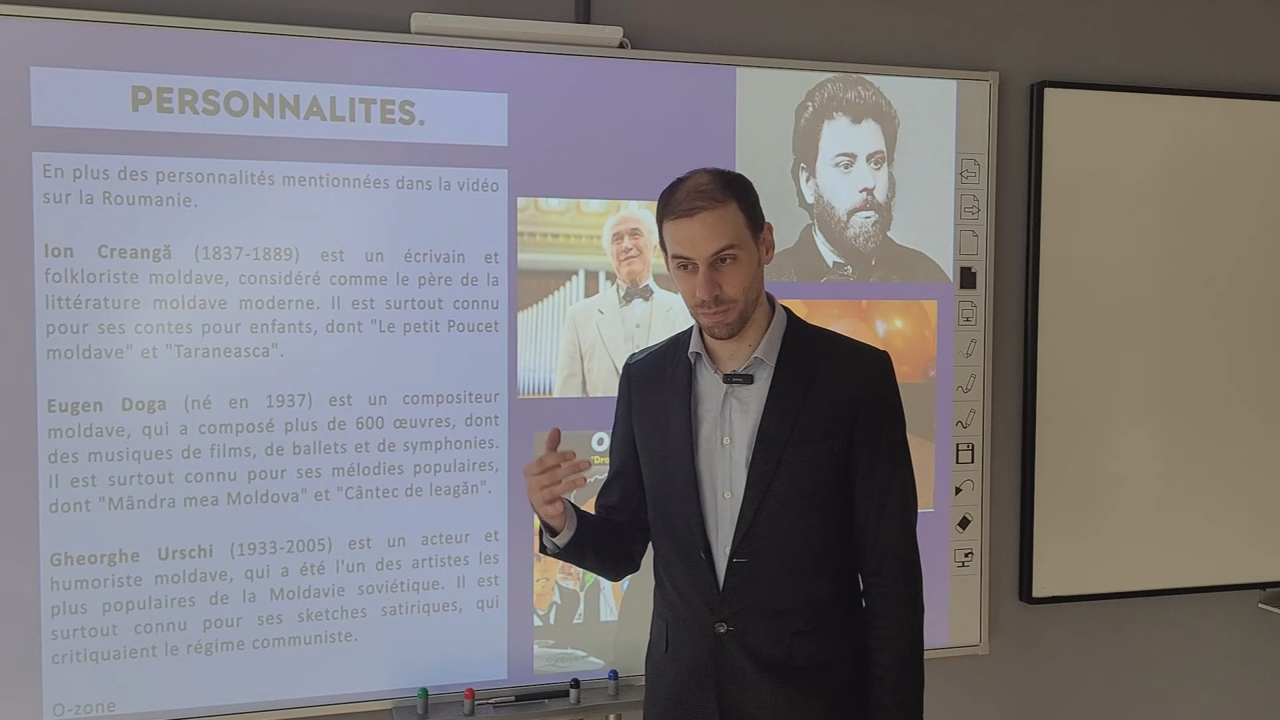 PERSONNALITES.
En plus des personnalités mentionnées dans la vidéo
sur la Roumanie.
Ion Creangă (1837-1889) est un écrivain et
folkloriste moldave, considéré comme le père de la
littérature moldave moderne. Il est surtout connu
pour ses contes pour enfants, dont "Le petit Poucet
moldave" et "Taraneasca".
Eugen Doga (né en 1937) est un compositeur
moldave, qui a composé plus de 600 œuvres, dont
des musiques de films, de ballets et de symphonies.
Il est surtout connu pour ses mélodies populaires,
dont "Mândra mea Moldova" et "Cântec de leagăn".
Gheorghe Urschi (1933-2005) est un acteur et
humoriste moldave, qui a été l'un des artistes les
plus populaires de la Moldavie soviétique. Il est
surtout connu pour ses sketches satiriques, qui
critiquaient le régime communiste.
O-zone